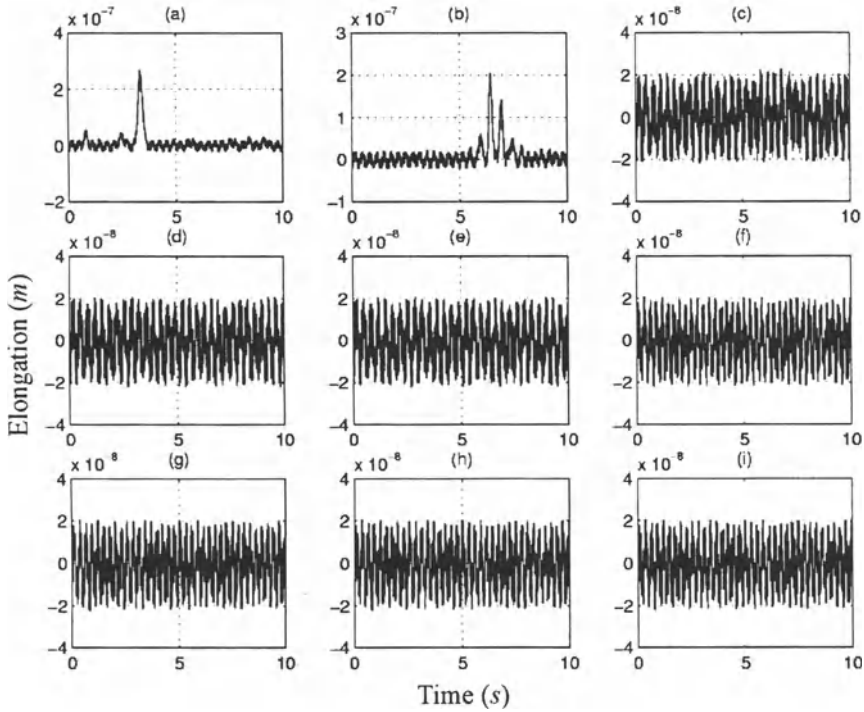 x 10⁻⁷ (a)
4
2
0
−2
0 5 10
x 10⁻⁷ (b)
3
2
1
0
−1
0 5 10
x 10⁻⁸ (c)
4
2
0
−2
−4
0 5 10
x 10⁻⁸ (d)
4
2
0
−2
−4
0 5 10
x 10⁻⁸ (e)
4
2
0
−2
−4
0 5 10
x 10⁻⁸ (f)
4
2
0
−2
−4
0 5 10
x 10⁻⁸ (g)
4
2
0
−2
−4
0 5 10
x 10⁻⁸ (h)
4
2
0
−2
−4
0 5 10
x 10⁻⁸ (i)
4
2
0
−2
−4
0 5 10
Elongation (m)
Time (s)